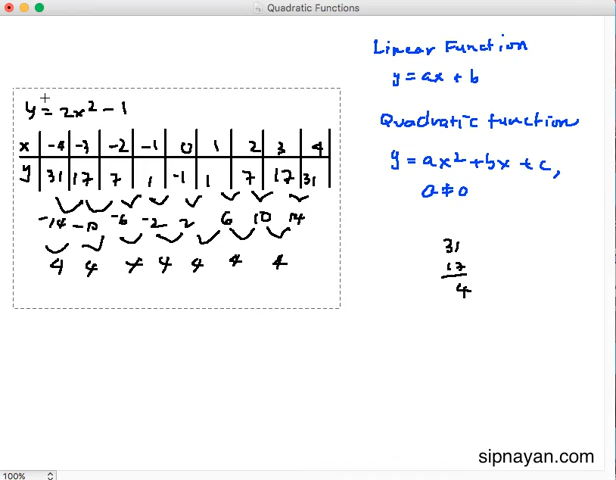 Quadratic Functions
Linear Function
y = ax + b
Quadratic function
y = ax² + bx + c,
a ≠ 0
y = 2x² - 1
x | -4 | -3 | -2 | -1 | 0 | 1 | 2 | 3 | 4
y | 31 | 17 | 7 | 1 | -1 | 1 | 7 | 17 | 31
-14 -10 -6 -2 2 6 10 14
4 4 4 4 4 4 4
31
17
4
sipnayan.com
100%